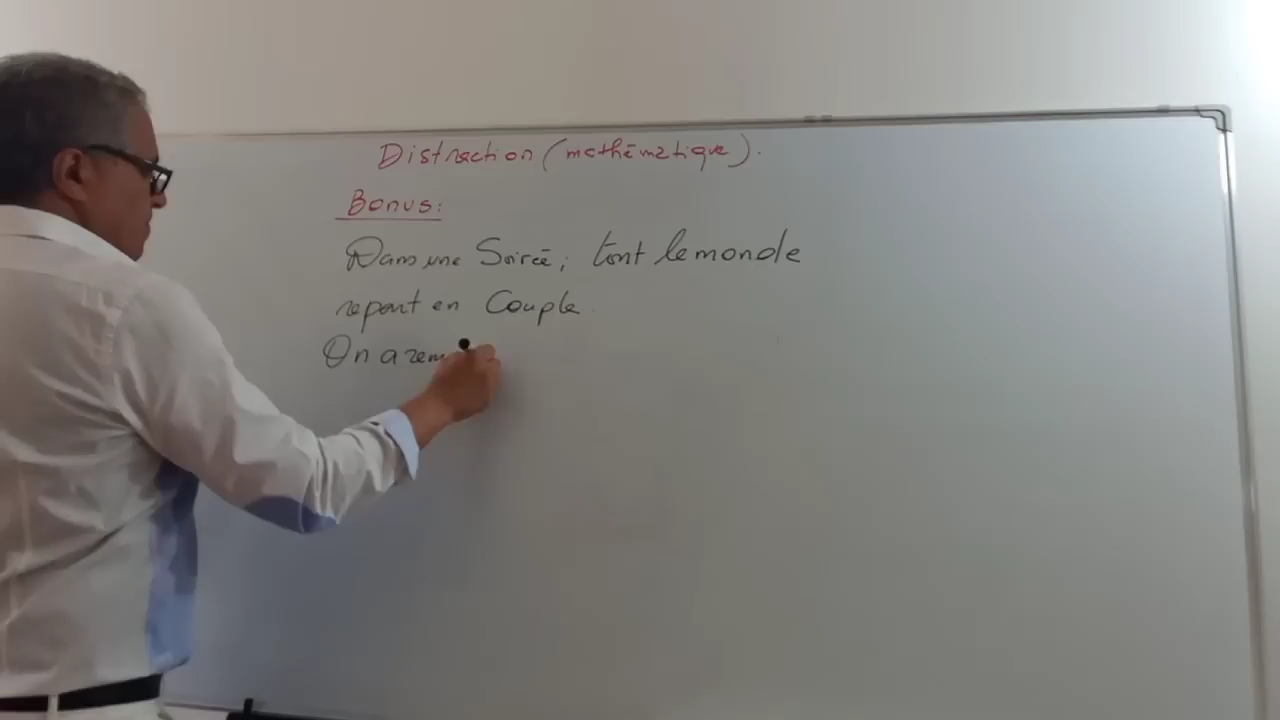 Distraction (mathématique).
Bonus:
Dans une Soirée, tout le monde
repart en Couple.
On a rem